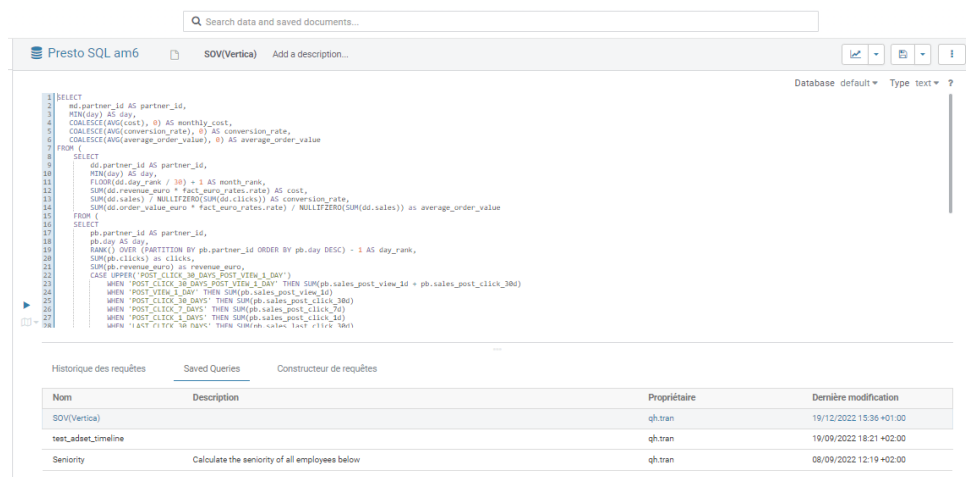 Search data and saved documents...
Presto SQL am6 SOV(Vertica) Add a description...
Database default Type text ?
1 SELECT
2 md.partner_id AS partner_id,
3 MIN(day) AS day,
4 COALESCE(AVG(cost), 0) AS monthly_cost,
5 COALESCE(AVG(conversion_rate), 0) AS conversion_rate,
6 COALESCE(AVG(average_order_value), 0) AS average_order_value
7 FROM (
8 SELECT
9 dd.partner_id AS partner_id,
10 MIN(day) AS day,
11 FLOOR(dd.day_rank / 30) + 1 AS month_rank,
12 SUM(dd.revenue_euro * fact_euro_rates.rate) AS cost,
13 SUM(dd.sales) / NULLIFZERO(SUM(dd.clicks)) AS conversion_rate,
14 SUM(dd.order_value_euro * fact_euro_rates.rate) / NULLIFZERO(SUM(dd.sales)) as average_order_value
15 FROM (
16 SELECT
17 pb.partner_id AS partner_id,
18 pb.day AS day,
19 RANK() OVER (PARTITION BY pb.partner_id ORDER BY pb.day DESC) - 1 AS day_rank,
20 SUM(pb.clicks) as clicks,
21 SUM(pb.revenue_euro) as revenue_euro,
22 CASE UPPER('POST_CLICK_30_DAYS_POST_VIEW_1_DAY')
23 WHEN 'POST_CLICK_30_DAYS_POST_VIEW_1_DAY' THEN SUM(pb.sales_post_view_1d + pb.sales_post_click_30d)
24 WHEN 'POST_VIEW_1_DAY' THEN SUM(pb.sales_post_view_1d)
25 WHEN 'POST_CLICK_30_DAYS' THEN SUM(pb.sales_post_click_30d)
26 WHEN 'POST_CLICK_7_DAYS' THEN SUM(pb.sales_post_click_7d)
27 WHEN 'POST_CLICK_1_DAYS' THEN SUM(pb.sales_post_click_1d)
28 WHEN 'LAST_CLICK_30_DAYS' THEN SUM(pb.sales_last_click_30d)
Historique des requêtes Saved Queries Constructeur de requêtes
Nom Description Propriétaire Dernière modification
SOV(Vertica) qh.tran 19/12/2022 15:36 +01:00
test_adset_timeline qh.tran 19/09/2022 18:21 +02:00
Seniority Calculate the seniority of all employees below qh.tran 08/09/2022 12:19 +02:00